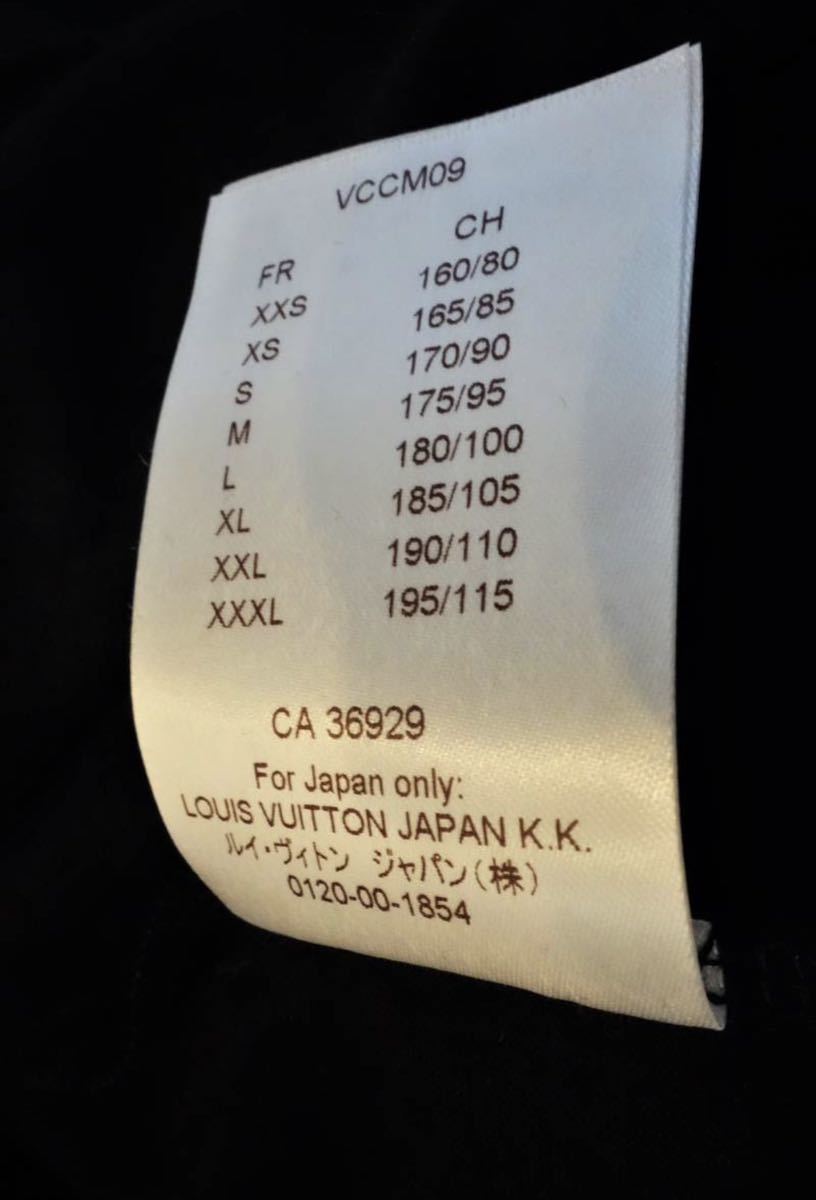 VCCM09
FR CH
XXS 160/80
XS 165/85
S 170/90
M 175/95
L 180/100
XL 185/105
XXL 190/110
XXXL 195/115
CA 36929
For Japan only:
LOUIS VUITTON JAPAN K.K.
ルイ・ヴィトン ジャパン(株)
0120-00-1854